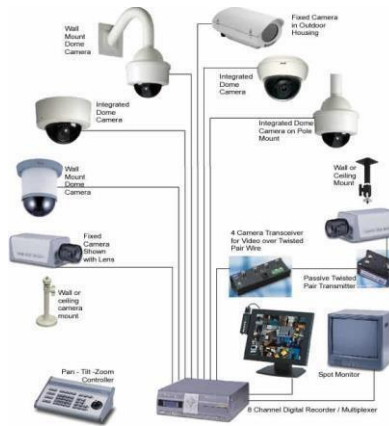 Wall
Mount Dome
Camera
Fixed Camera
in Outdoor
Housing
Integrated
Dome
Camera
Integrated
Dome Camera
Integrated Dome
Camera on Pole
Mount
Wall
Mount
Dome
Camera
Wall or
Ceiling
Mount
Fixed
Camera
Shown
with Lens
4 Camera Transceiver
for Video over Twisted
Pair Wire
Passive Twisted
Pair Transmitter
Wall or
ceiling
camera
mount
Spot Monitor
Pan - Tilt -Zoom
Controller
8 Channel Digital Recorder / Multiplexer